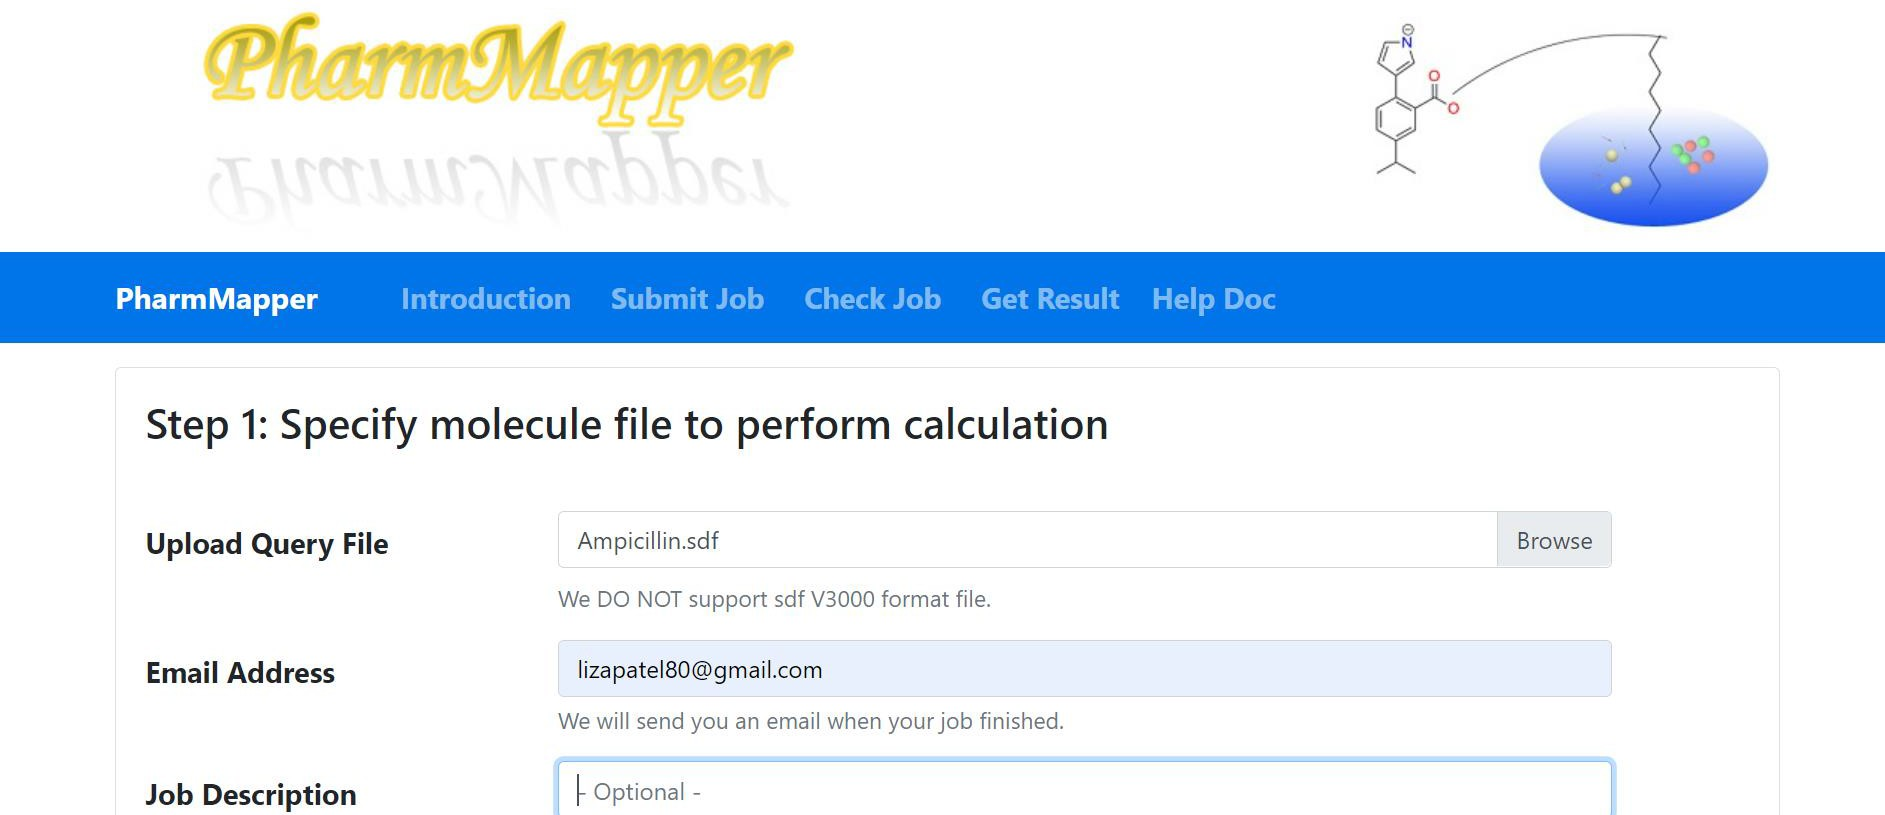 PharmMapper
N
O
O
PharmMapper Introduction Submit Job Check Job Get Result Help Doc
Step 1: Specify molecule file to perform calculation
Upload Query File Ampicillin.sdf Browse
We DO NOT support sdf V3000 format file.
Email Address lizapatel80@gmail.com
We will send you an email when your job finished.
Job Description - Optional -